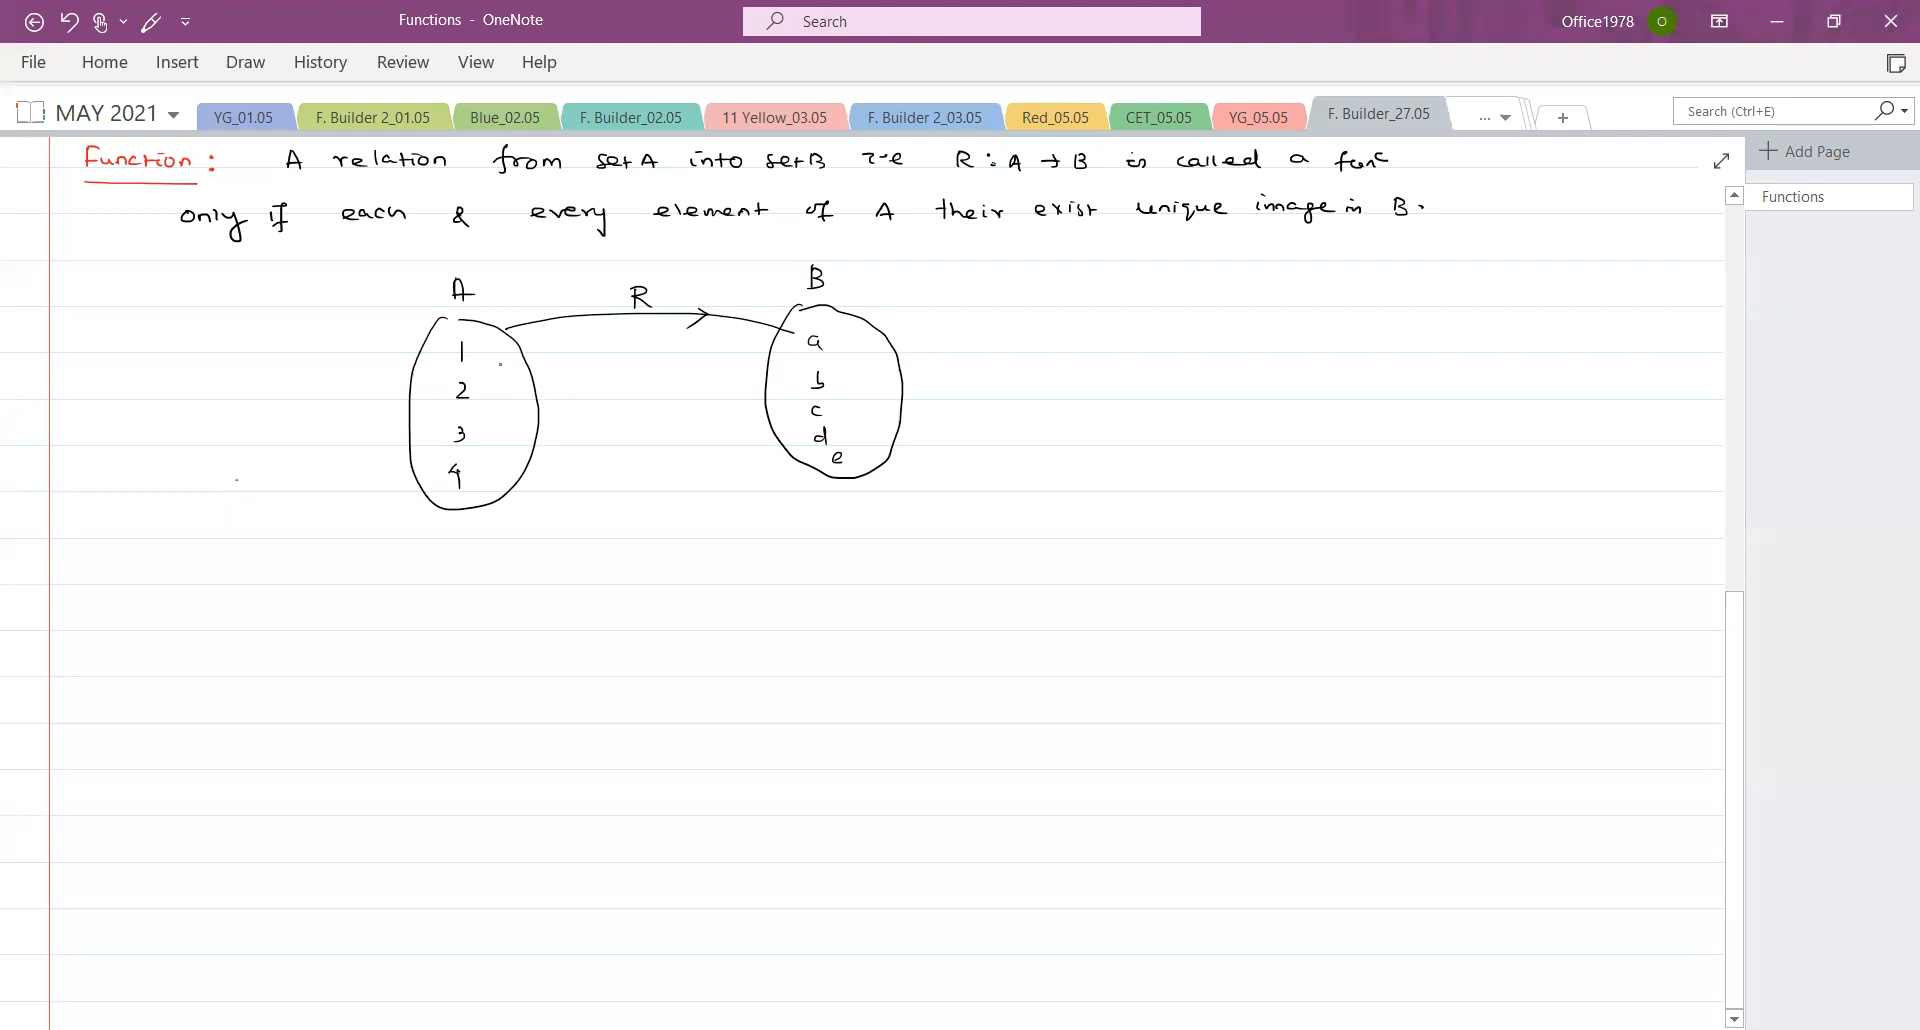 Functions - OneNote
Search
Office1978
O
File Home Insert Draw History Review View Help
MAY 2021
YG_01.05
F. Builder 2_01.05
Blue_02.05
F. Builder_02.05
11 Yellow_03.05
F. Builder 2_03.05
Red_05.05
CET_05.05
YG_05.05
F. Builder_27.05
...
+
Search (Ctrl+E)
Add Page
Functions
Function : A relation from set A into set B i.e R : A → B is called a func
only if each & every element of A their exist unique image in B.
A R B
1
2
3
4
a
b
c
d
e